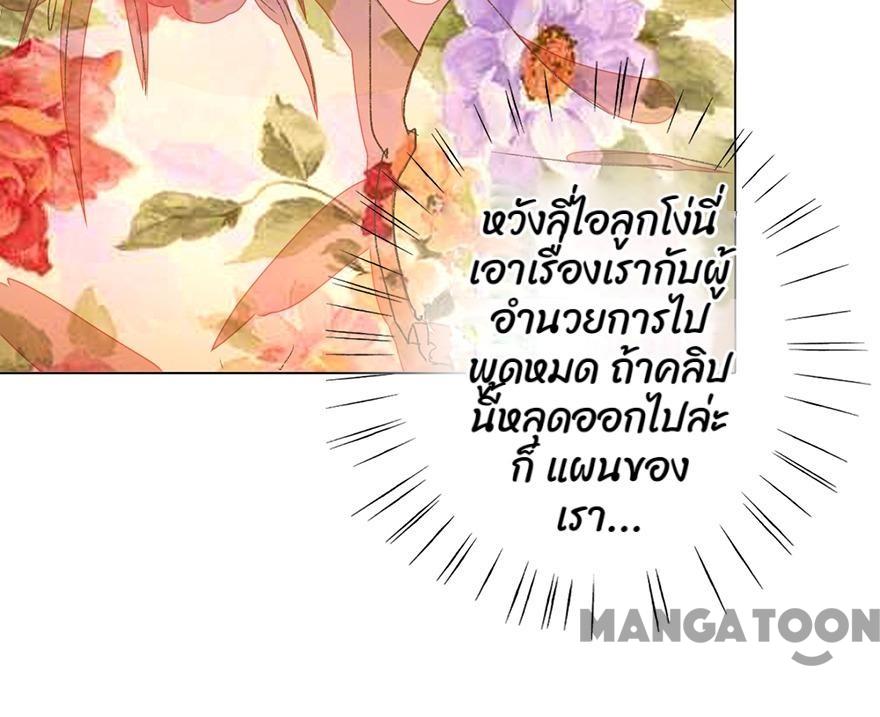 หวังลี่ไอลูกโง่นี่
เอาเรื่องเรากับผู้
อำนวยการไป
พูดหมด ถ้าคลิป
นี้หลุดออกไปล่ะ
ก็ แผนของ
เรา...
MANGATOON